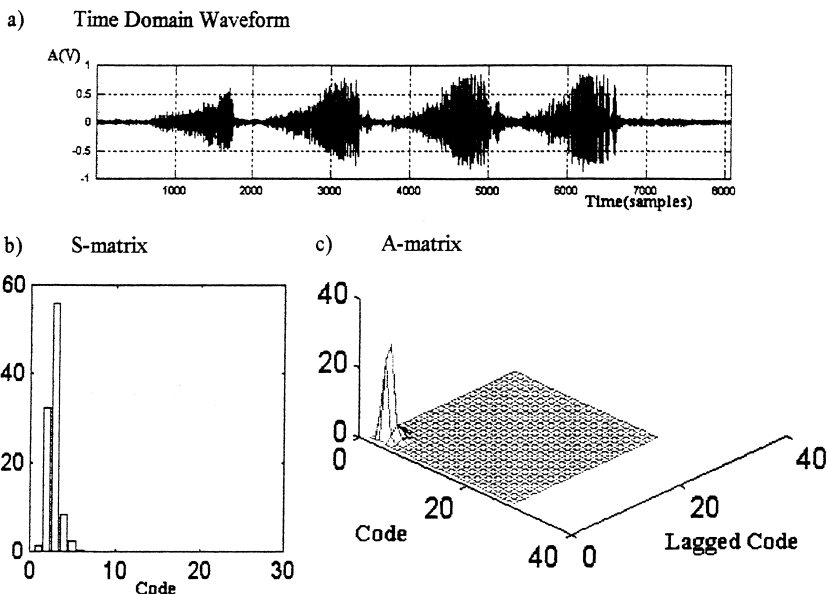 a) Time Domain Waveform
A(V)
1
0.5
0
-0.5
-1
1000 2000 3000 4000 5000 6000 7000 8000
Time(samples)
b) S-matrix
c) A-matrix
60
40
20
0
0 10 20 30
Code
40
20
0
0
20
40
Code
0
20
40
Lagged Code